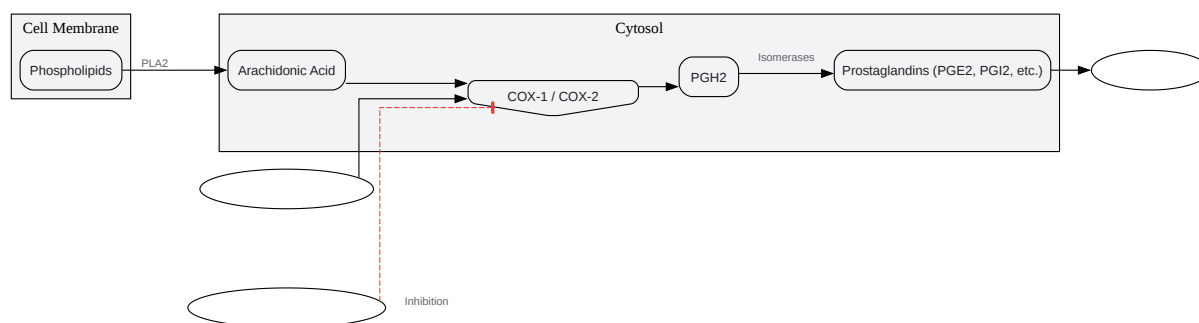 Cell Membrane
Cytosol
Phospholipids
PLA2
Arachidonic Acid
COX-1 / COX-2
PGH2
Isomerases
Prostaglandins (PGE2, PGI2, etc.)
Inhibition